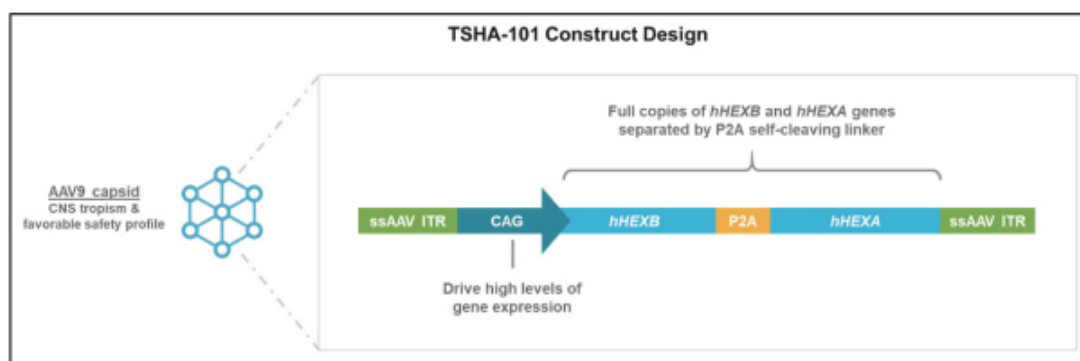 TSHA-101 Construct Design
Full copies of hHEXB and hHEXA genes
separated by P2A self-cleaving linker
AAV9 capsid
CNS tropism &
favorable safety profile
ssAAV ITR CAG hHEXB P2A hHEXA ssAAV ITR
Drive high levels of
gene expression